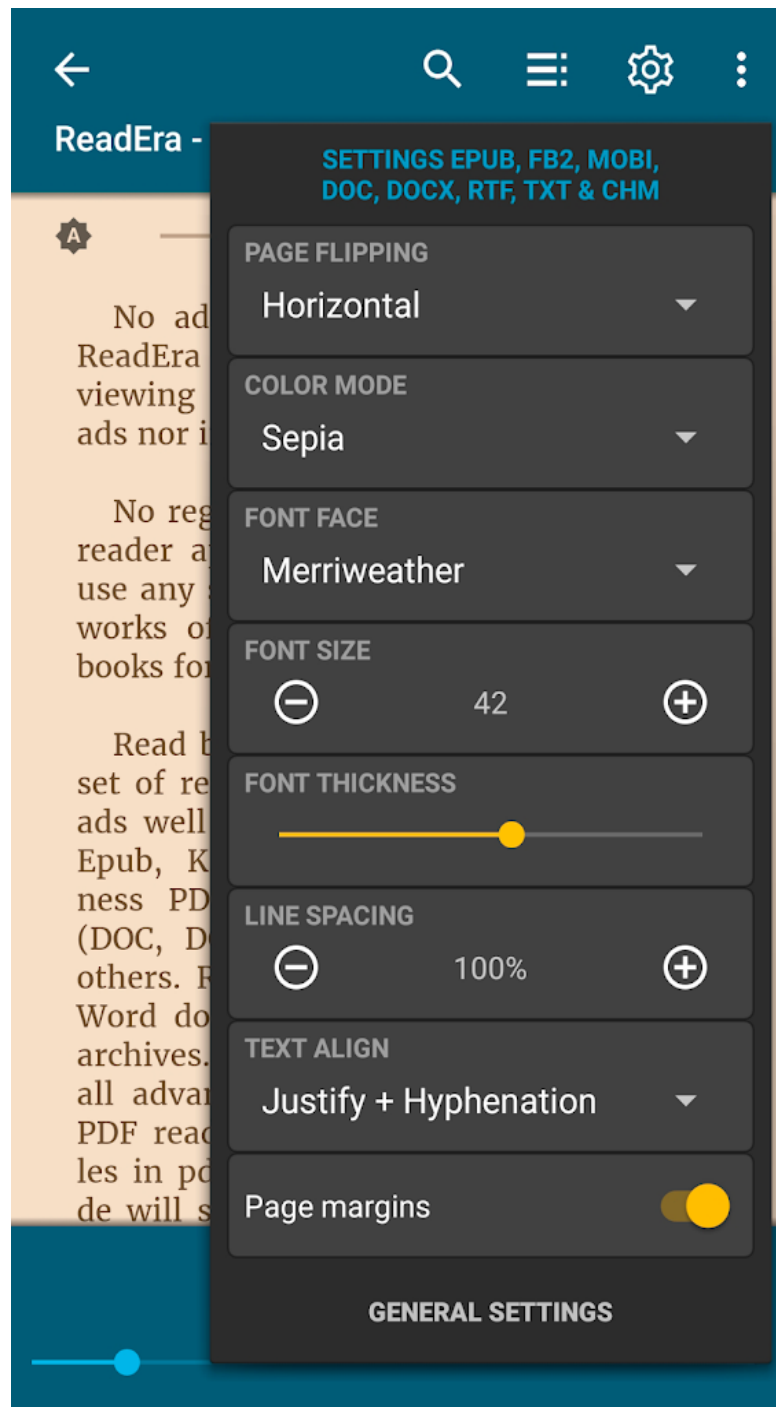 ReadEra -
SETTINGS EPUB, FB2, MOBI,
DOC, DOCX, RTF, TXT & CHM
PAGE FLIPPING
Horizontal
COLOR MODE
Sepia
FONT FACE
Merriweather
FONT SIZE
42
FONT THICKNESS
LINE SPACING
100%
TEXT ALIGN
Justify + Hyphenation
Page margins
GENERAL SETTINGS
A
No ad
ReadEra
viewing
ads nor i
No reg
reader a
use any
works of
books for
Read b
set of re
ads well
Epub, K
ness PD
(DOC, D
others. R
Word do
archives.
all advan
PDF read
les in pd
de will s